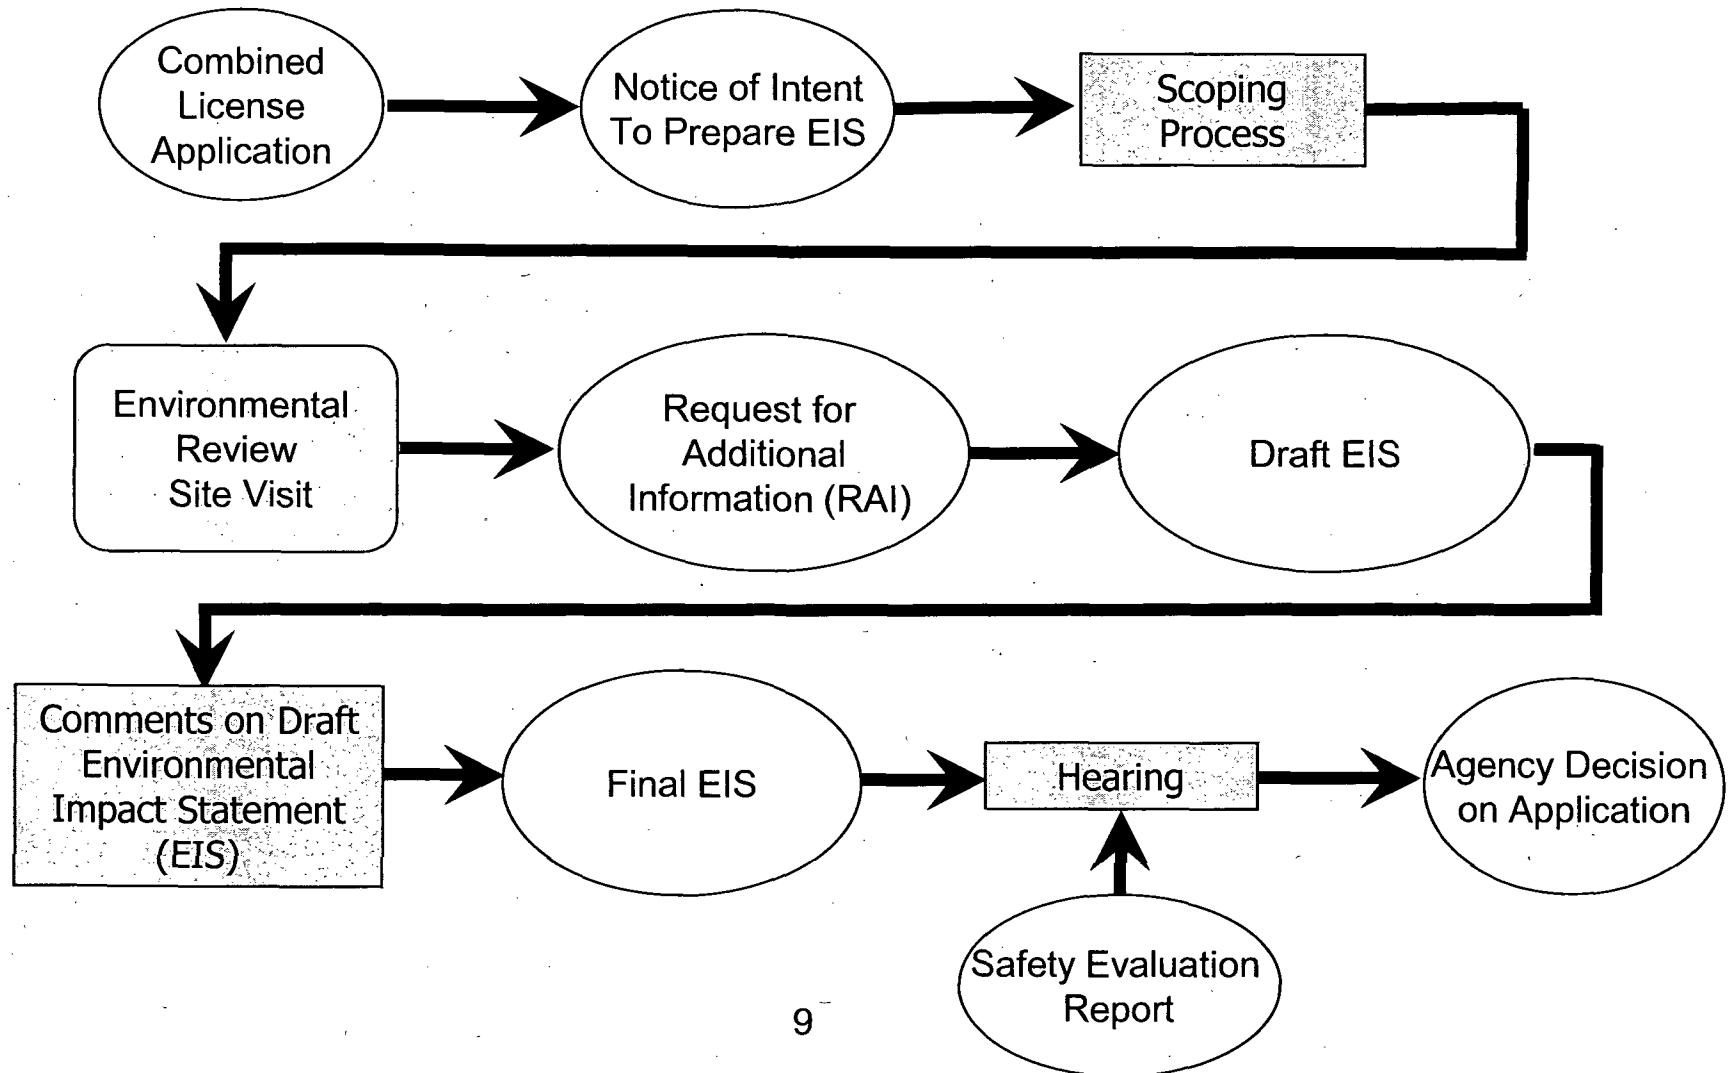 Combined
License
Application
Notice of Intent
To Prepare EIS
Scoping
Process
Environmental
Review
Site Visit
Request for
Additional
Information (RAI)
Draft EIS
Comments on Draft
Environmental
Impact Statement
(EIS)
Final EIS
Hearing
Agency Decision
on Application
Safety Evaluation
Report
9